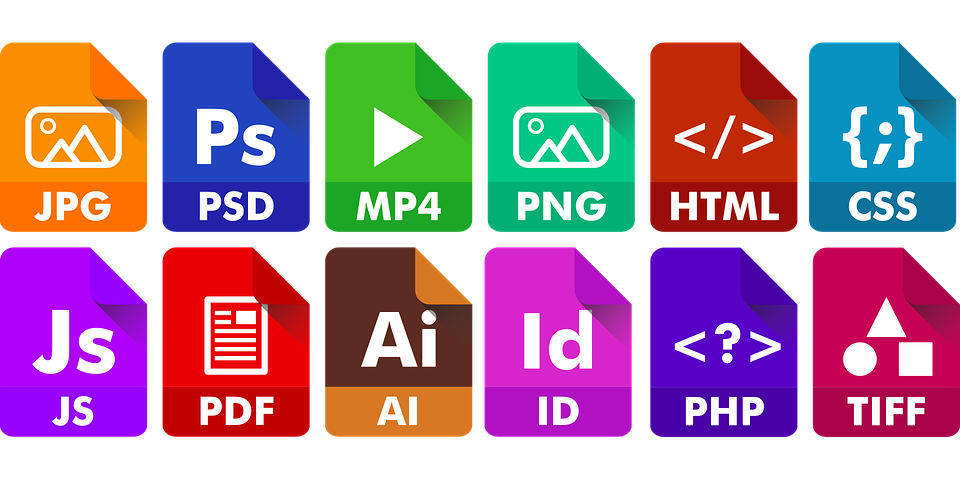 Ps
JPG PSD MP4 PNG HTML CSS
</> {;}
Js Ai Id <?>
JS PDF AI ID PHP TIFF